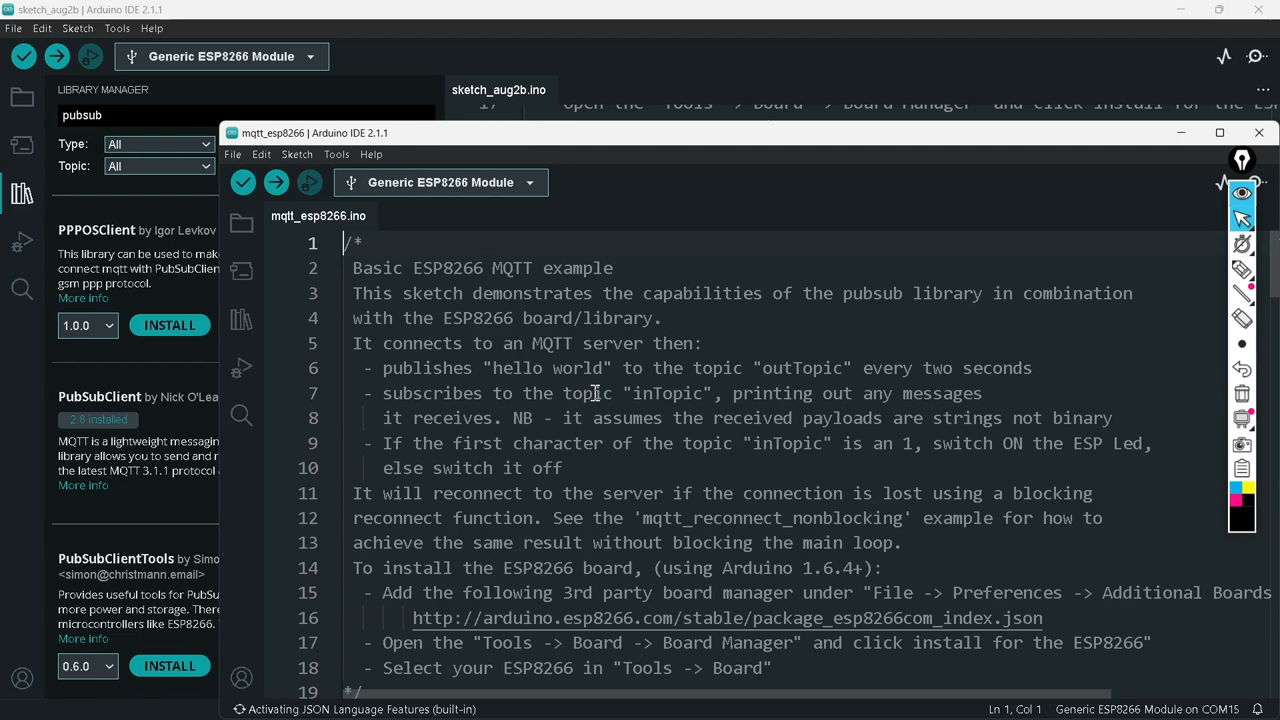 sketch_aug2b | Arduino IDE 2.1.1
File Edit Sketch Tools Help
Generic ESP8266 Module
LIBRARY MANAGER
pubsub
Type: All
Topic: All
PPPOSClient by Igor Levkov
This library can be used to mak
connect mqtt with PubSubClien
gsm ppp protocol.
More info
1.0.0 INSTALL
PubSubClient by Nick O'Lea
2.8 installed
MQTT is a lightweight messagin
library allows you to send and r
the latest MQTT 3.1.1 protocol
More info
PubSubClientTools by Simo
<simon@christmann.email>
Provides useful tools for PubSu
more power and storage. There
microcontrollers like ESP8266.
More info
0.6.0 INSTALL
sketch_aug2b.ino
17 Open the "Tools -> Board -> Board Manager" and click install for the ESP
mqtt_esp8266 | Arduino IDE 2.1.1
File Edit Sketch Tools Help
Generic ESP8266 Module
mqtt_esp8266.ino
1 /*
2 Basic ESP8266 MQTT example
3 This sketch demonstrates the capabilities of the pubsub library in combination
4 with the ESP8266 board/library.
5 It connects to an MQTT server then:
6 - publishes "hello world" to the topic "outTopic" every two seconds
7 - subscribes to the topic "inTopic", printing out any messages
8 it receives. NB - it assumes the received payloads are strings not binary
9 - If the first character of the topic "inTopic" is an 1, switch ON the ESP Led,
10 else switch it off
11 It will reconnect to the server if the connection is lost using a blocking
12 reconnect function. See the 'mqtt_reconnect_nonblocking' example for how to
13 achieve the same result without blocking the main loop.
14 To install the ESP8266 board, (using Arduino 1.6.4+):
15 - Add the following 3rd party board manager under "File -> Preferences -> Additional Boards
16 http://arduino.esp8266.com/stable/package_esp8266com_index.json
17 - Open the "Tools -> Board -> Board Manager" and click install for the ESP8266"
18 - Select your ESP8266 in "Tools -> Board"
19 */
Activating JSON Language Features (built-in)
Ln 1, Col 1 Generic ESP8266 Module on COM15